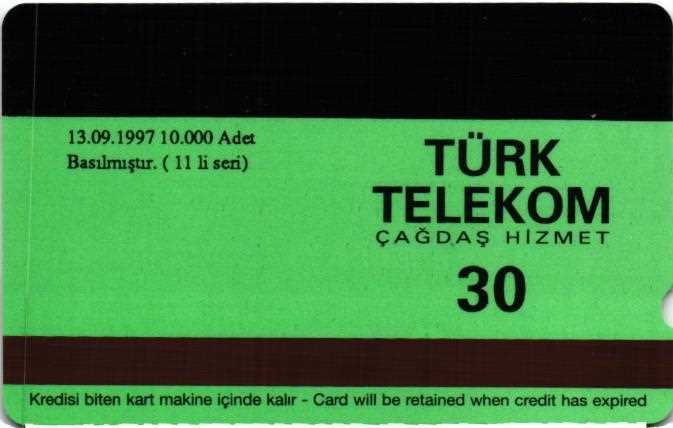 13.09.1997 10.000 Adet
Basılmıştır. ( 11 li seri)
TÜRK
TELEKOM
ÇAĞDAŞ HİZMET
30
Kredisi biten kart makine içinde kalır - Card will be retained when credit has expired